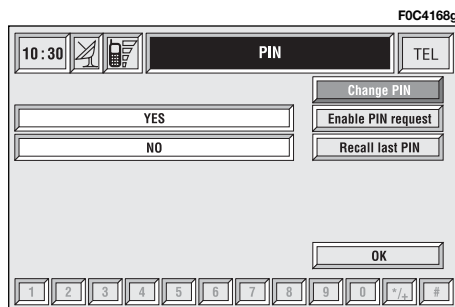 F0C4168g
10:30 PIN TEL
Change PIN
YES Enable PIN request
NO Recall last PIN
OK
1 2 3 4 5 6 7 8 9 0 */+ #